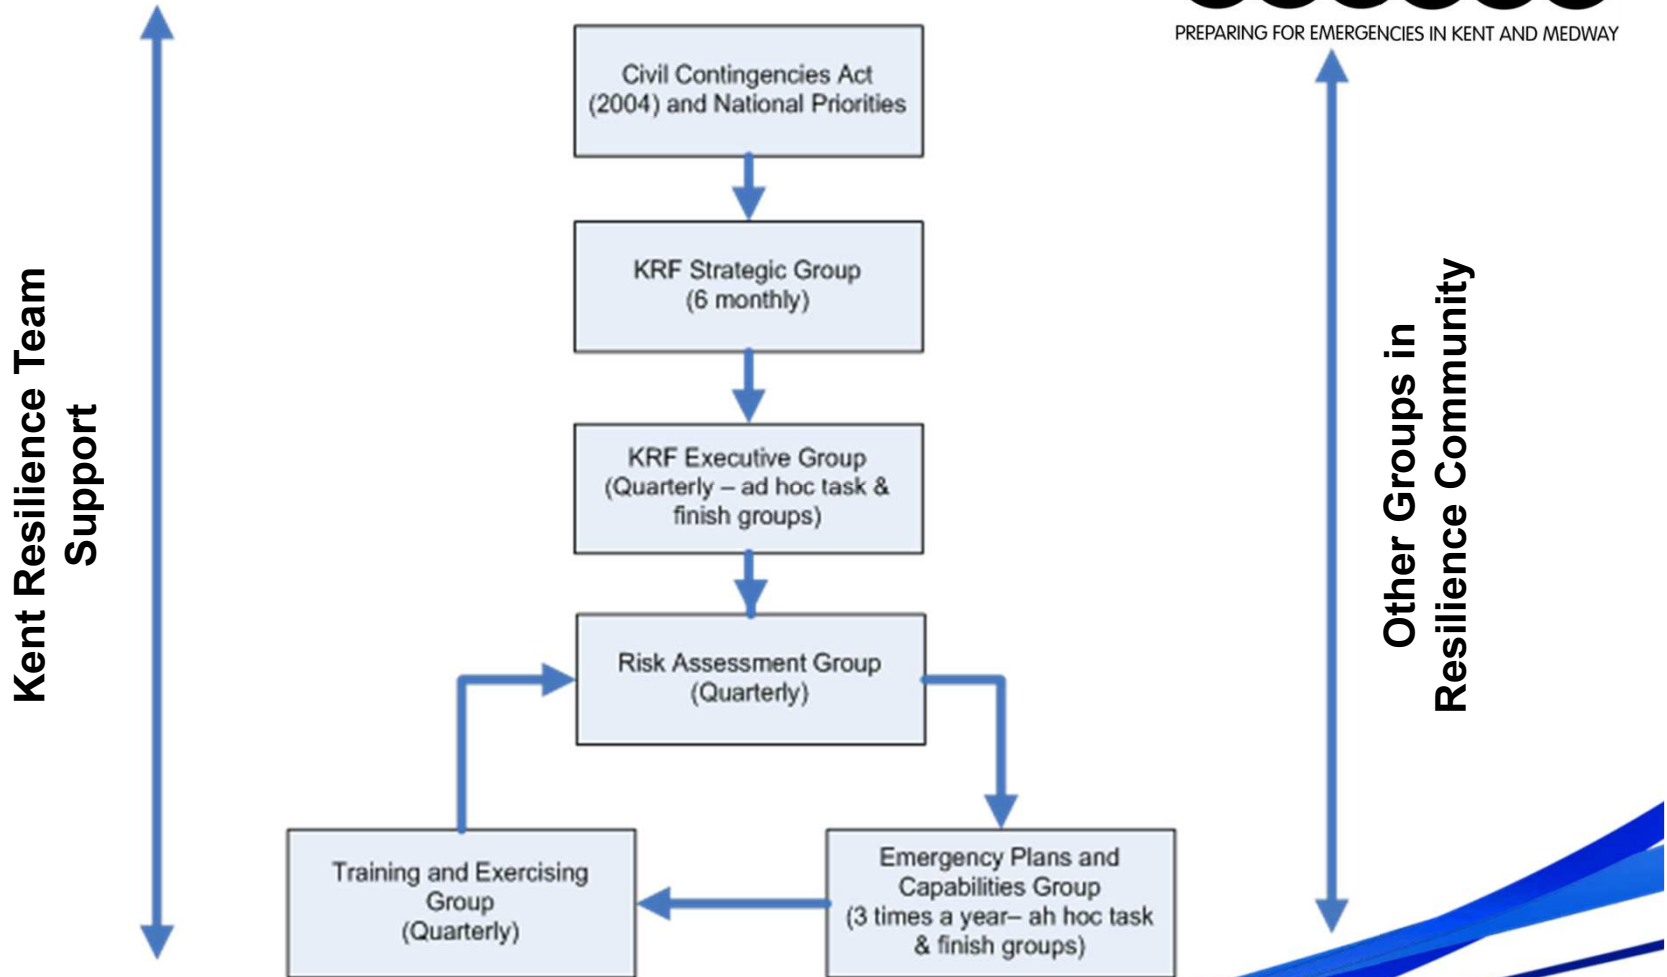 PREPARING FOR EMERGENCIES IN KENT AND MEDWAY
Civil Contingencies Act
(2004) and National Priorities
KRF Strategic Group
(6 monthly)
KRF Executive Group
(Quarterly – ad hoc task &
finish groups)
Risk Assessment Group
(Quarterly)
Training and Exercising
Group
(Quarterly)
Emergency Plans and
Capabilities Group
(3 times a year– ah hoc task
& finish groups)
Kent Resilience Team
Support
Other Groups in
Resilience Community